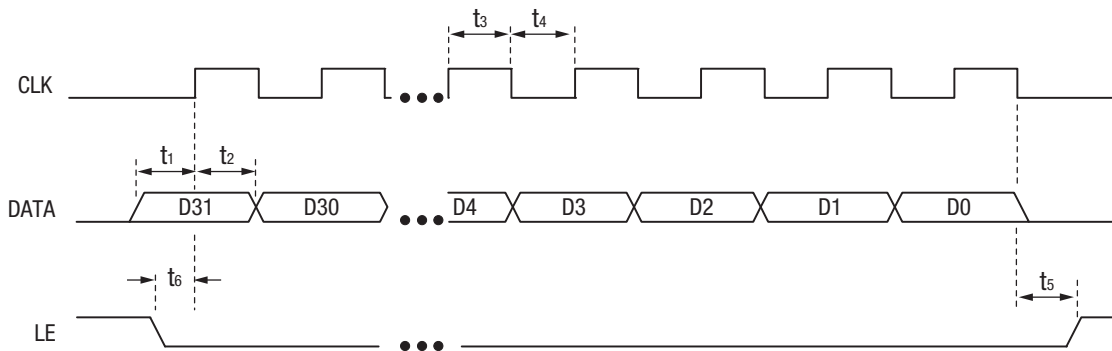 t3 t4
CLK
t1 t2
DATA D31 D30 D4 D3 D2 D1 D0
t6 t5
LE